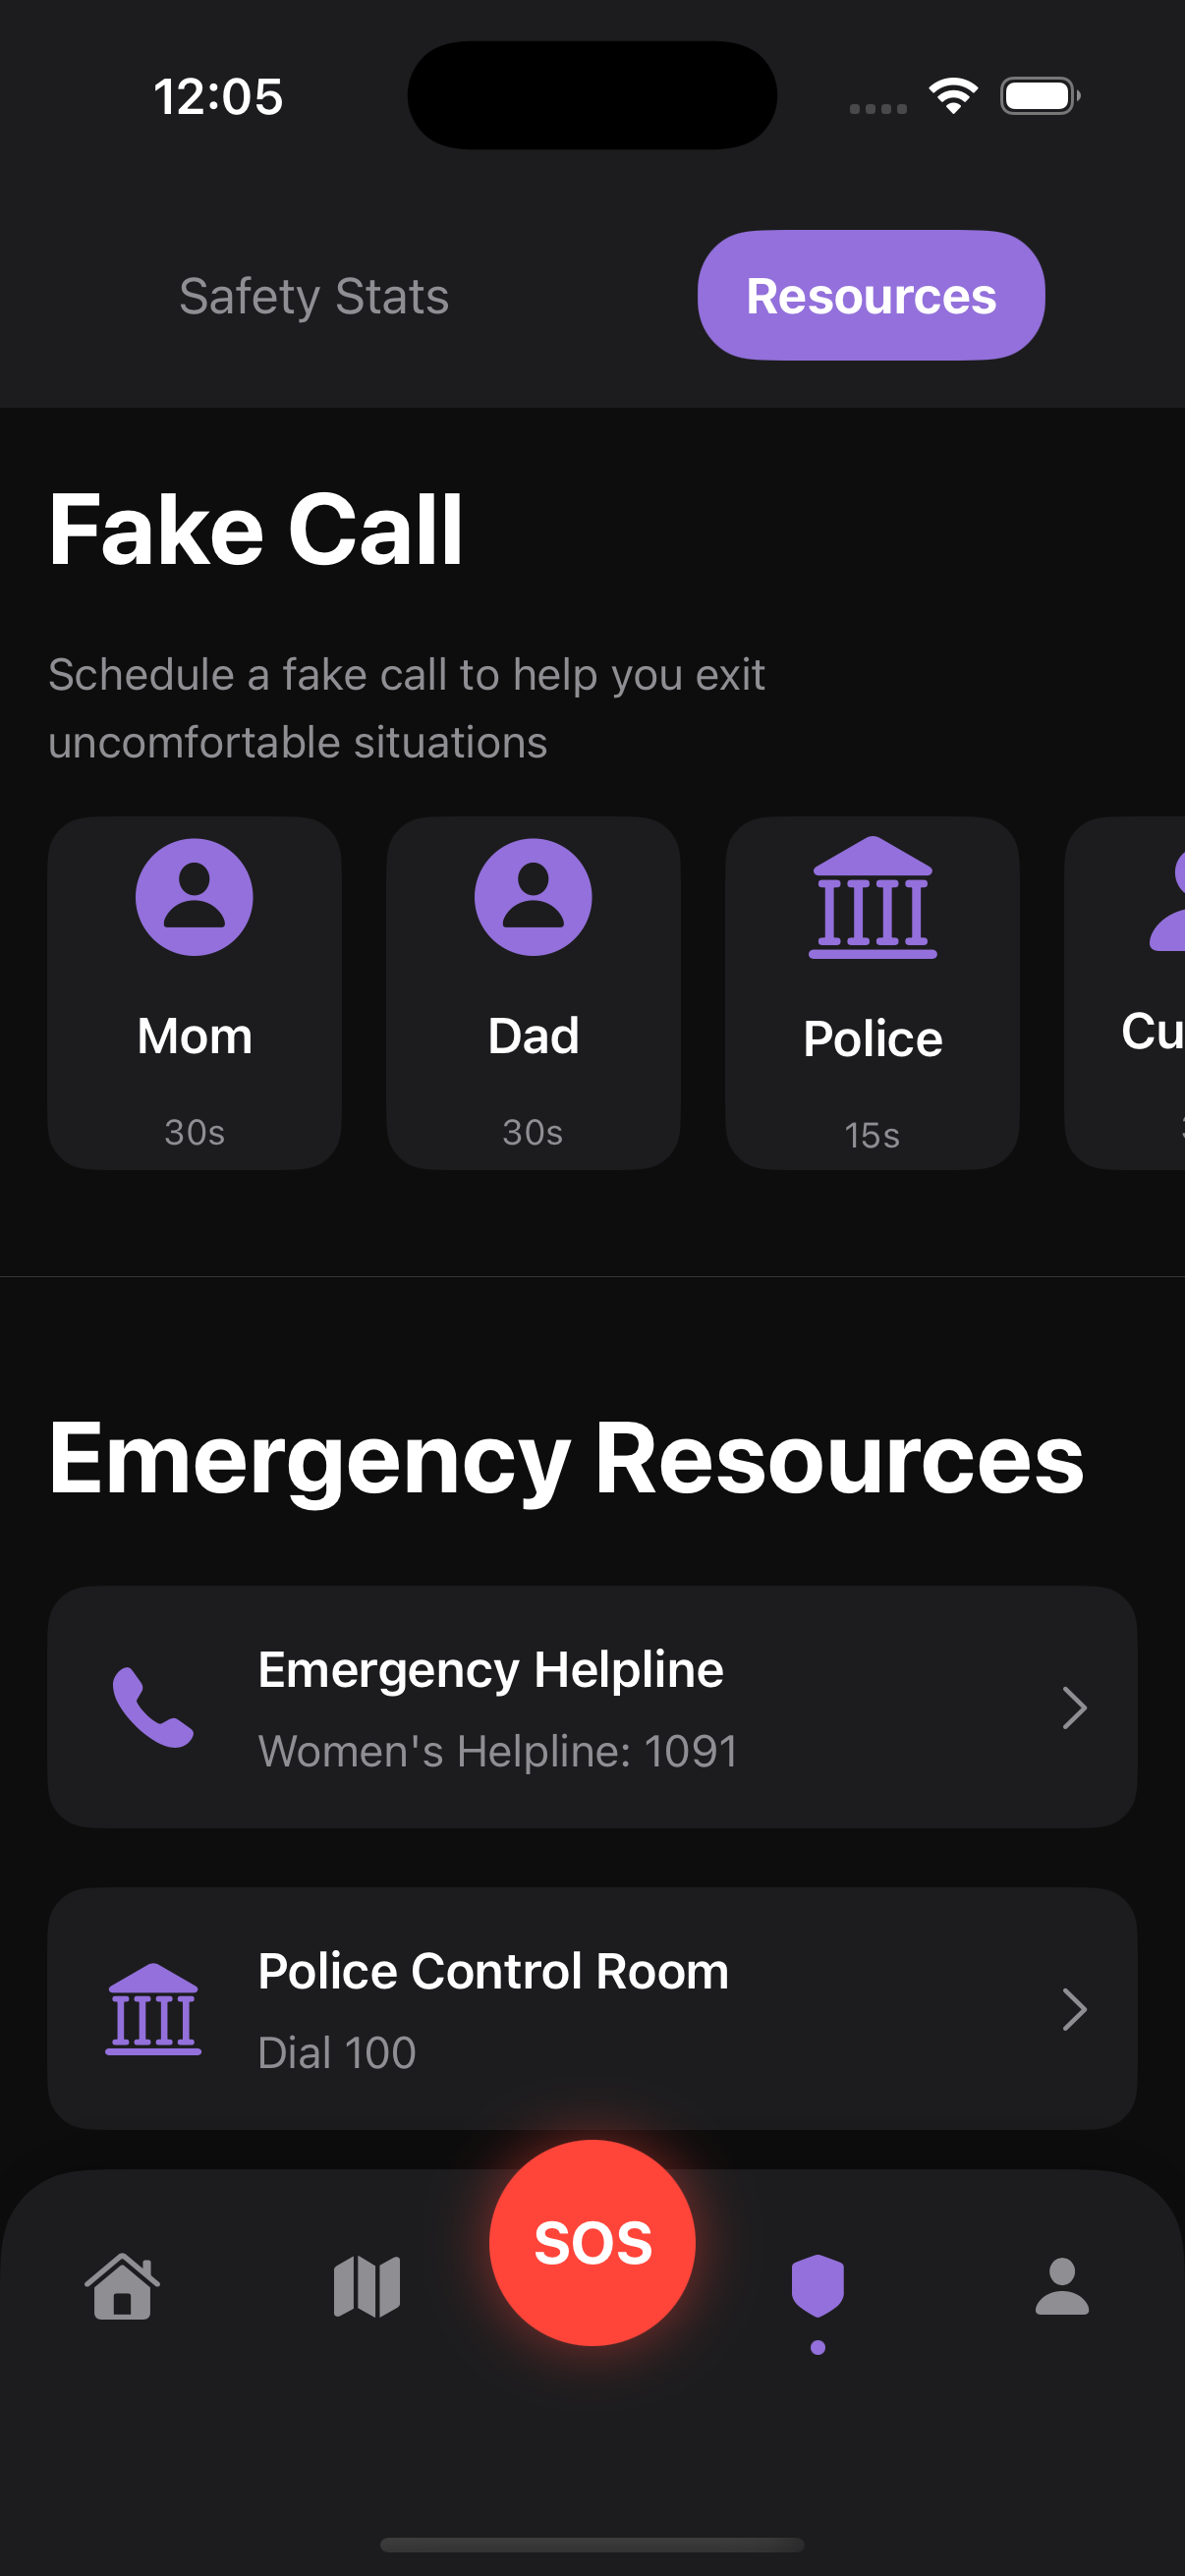 12:05
Safety Stats
Resources
Fake Call
Schedule a fake call to help you exit
uncomfortable situations
Mom
Dad
Police
30s
30s
15s
Emergency Resources
Emergency Helpline
Women's Helpline: 1091
Police Control Room
Dial 100
SOS